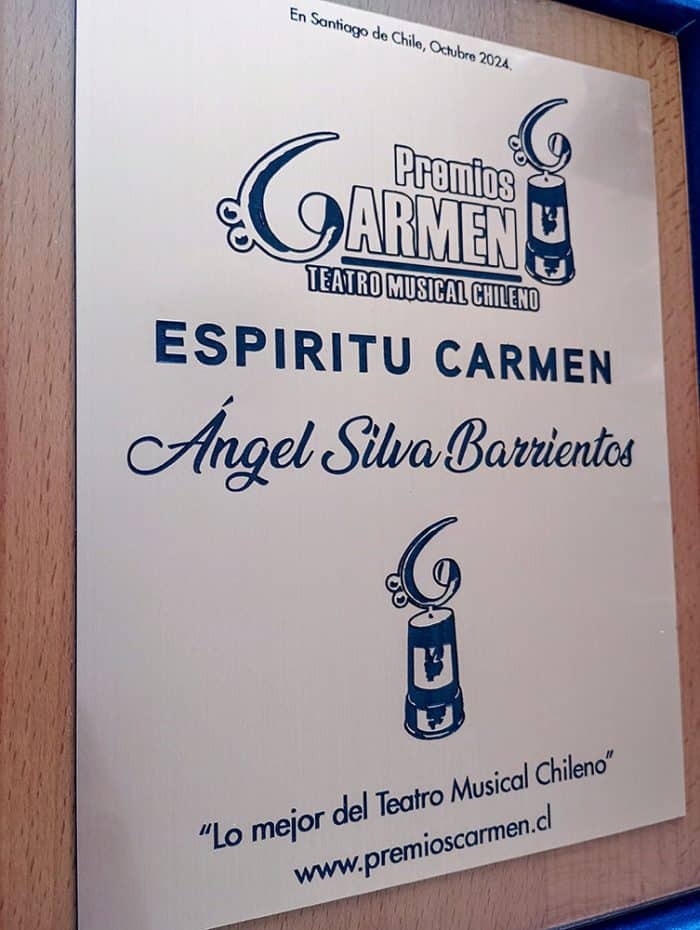 En Santiago de Chile, Octubre 2024.
Premios
CARMEN
TEATRO MUSICAL CHILENO
ESPIRITU CARMEN
Ángel Silva Barrientos
"Lo mejor del Teatro Musical Chileno"
www.premioscarmen.cl